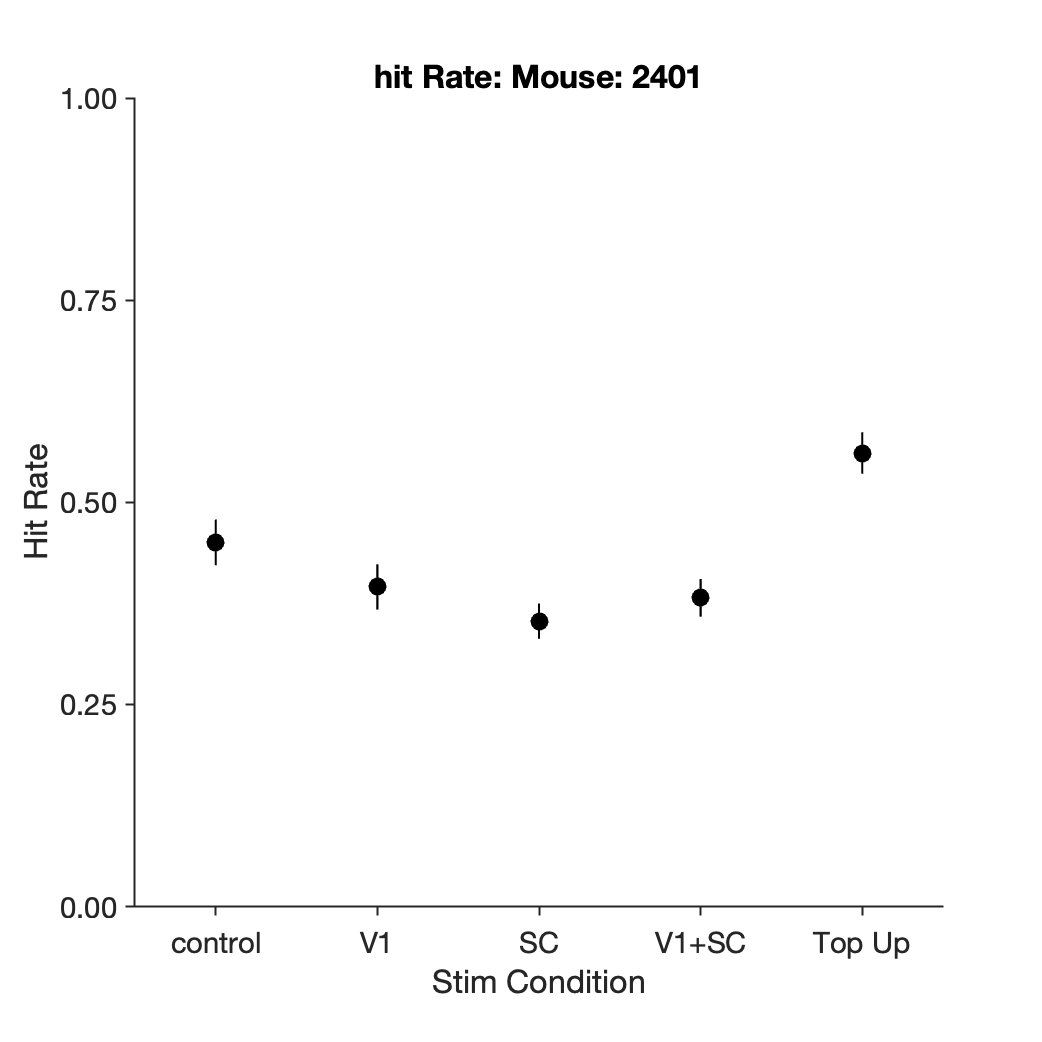 hit Rate: Mouse: 2401
1.00
0.75
0.50
0.25
0.00
Hit Rate
control V1 SC V1+SC Top Up
Stim Condition